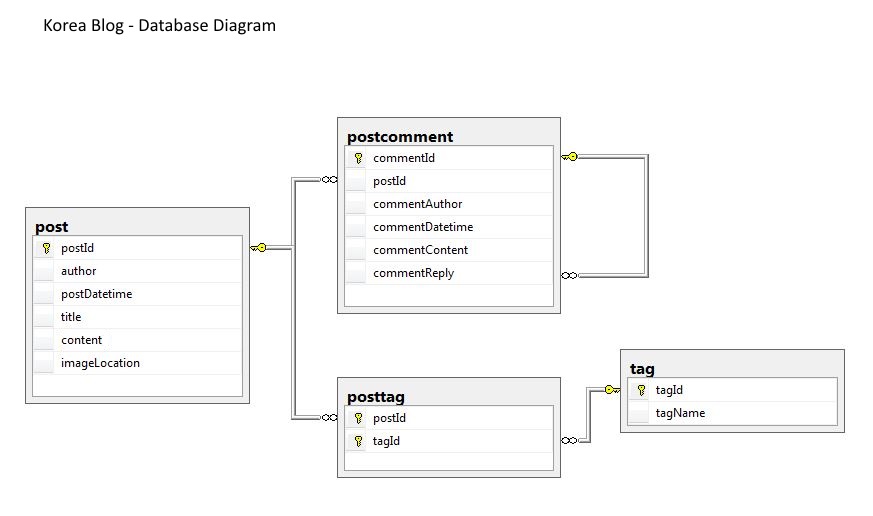 Korea Blog - Database Diagram
post
postId
author
postDatetime
title
content
imageLocation
postcomment
commentId
postId
commentAuthor
commentDatetime
commentContent
commentReply
posttag
postId
tagId
tag
tagId
tagName